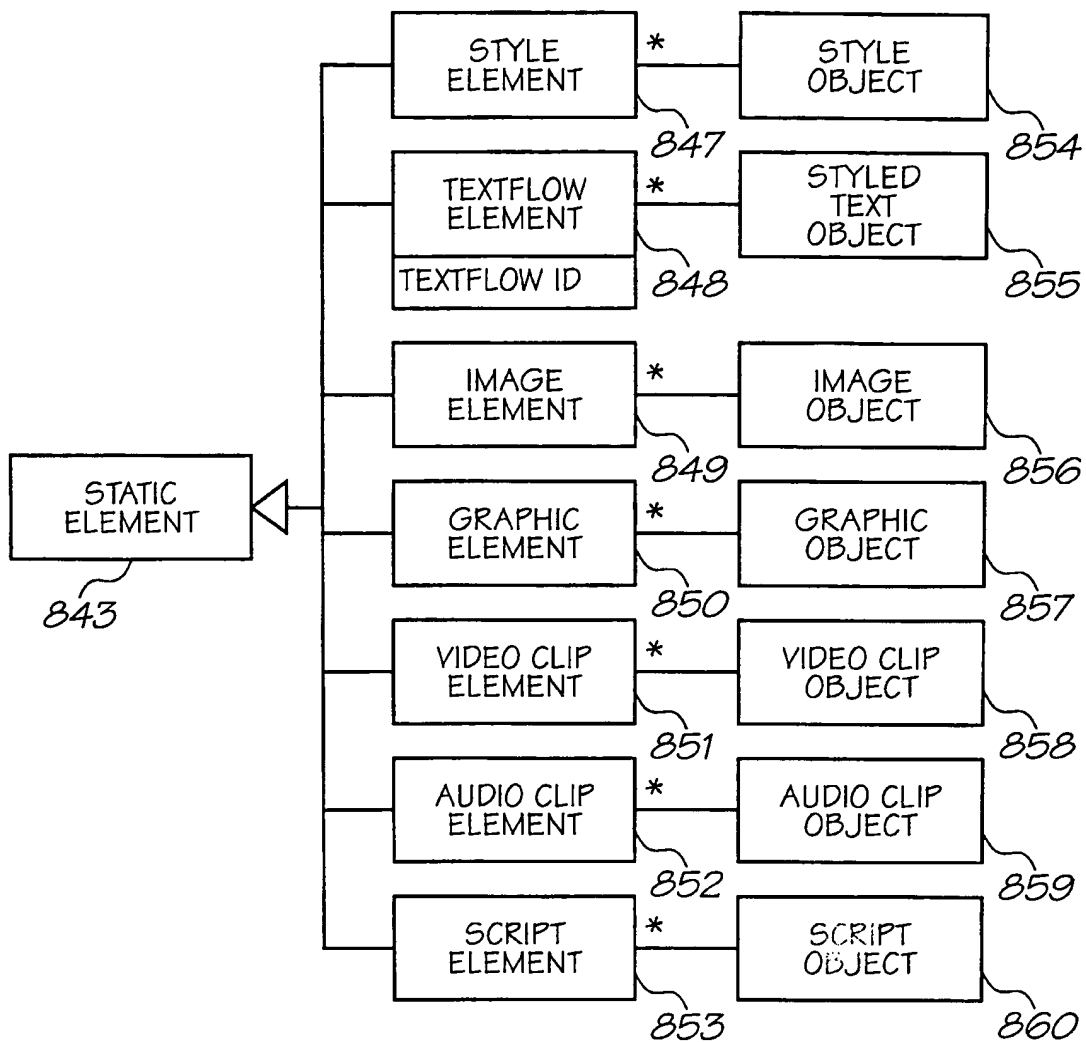 STYLE
ELEMENT
*
STYLE
OBJECT
847
854
TEXTFLOW
ELEMENT
*
STYLED
TEXT
OBJECT
848
855
TEXTFLOW ID
IMAGE
ELEMENT
*
IMAGE
OBJECT
849
856
STATIC
ELEMENT
843
GRAPHIC
ELEMENT
*
GRAPHIC
OBJECT
850
857
VIDEO CLIP
ELEMENT
*
VIDEO CLIP
OBJECT
851
858
AUDIO CLIP
ELEMENT
*
AUDIO CLIP
OBJECT
852
859
SCRIPT
ELEMENT
*
SCRIPT
OBJECT
853
860